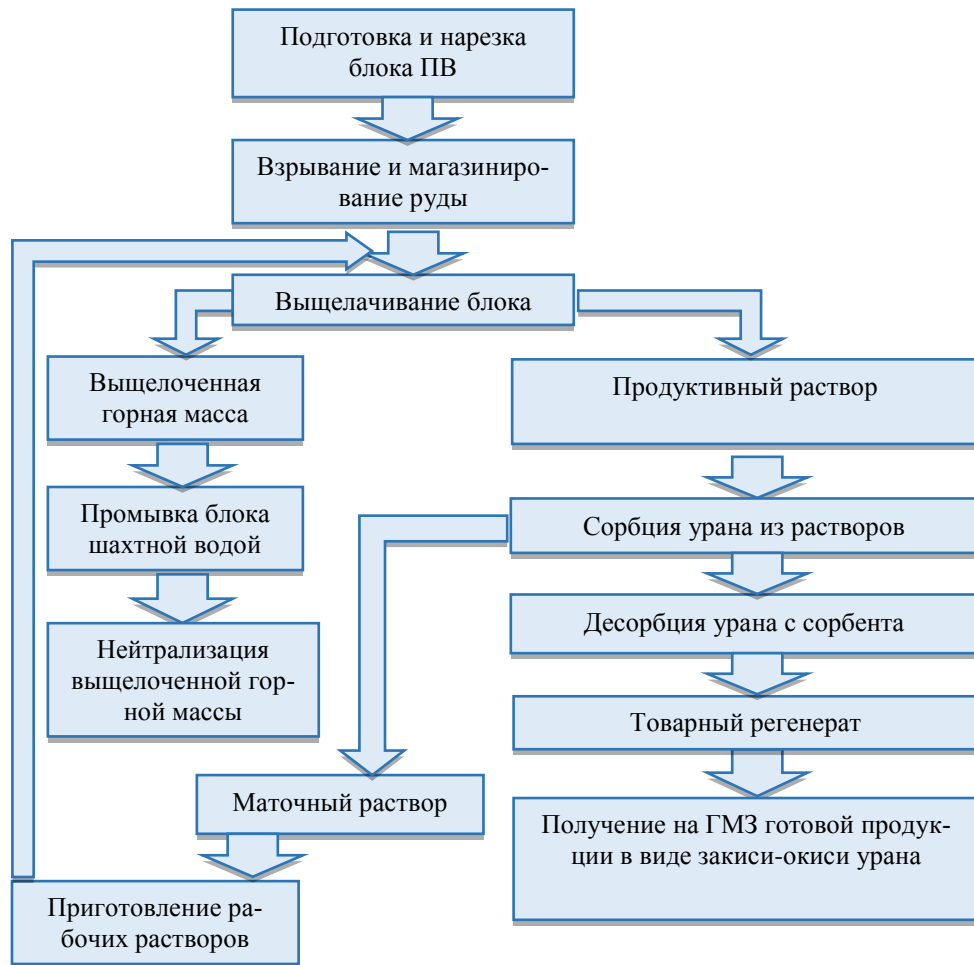 Подготовка и нарезка
блока ПВ
Взрывание и магазиниро-
вание руды
Выщелачивание блока
Выщелоченная
горная масса
Продуктивный раствор
Промывка блока
шахтной водой
Сорбция урана из растворов
Десорбция урана с сорбента
Нейтрализация
выщелоченной гор-
ной массы
Товарный регенерат
Маточный раствор
Получение на ГМЗ готовой продук-
ции в виде закиси-окиси урана
Приготовление ра-
бочих растворов